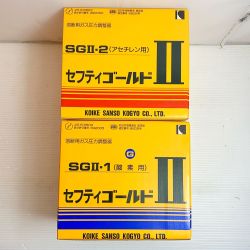 溶断用ガス圧力調整器
SGII-2(アセチレン用)
セフティゴールド II
KOIKE SANSO KOGYO CO., LTD.
溶断用ガス圧力調整器
SGII-1(酸素用)
セフティゴールド II
KOIKE SANSO KOGYO CO., LTD.